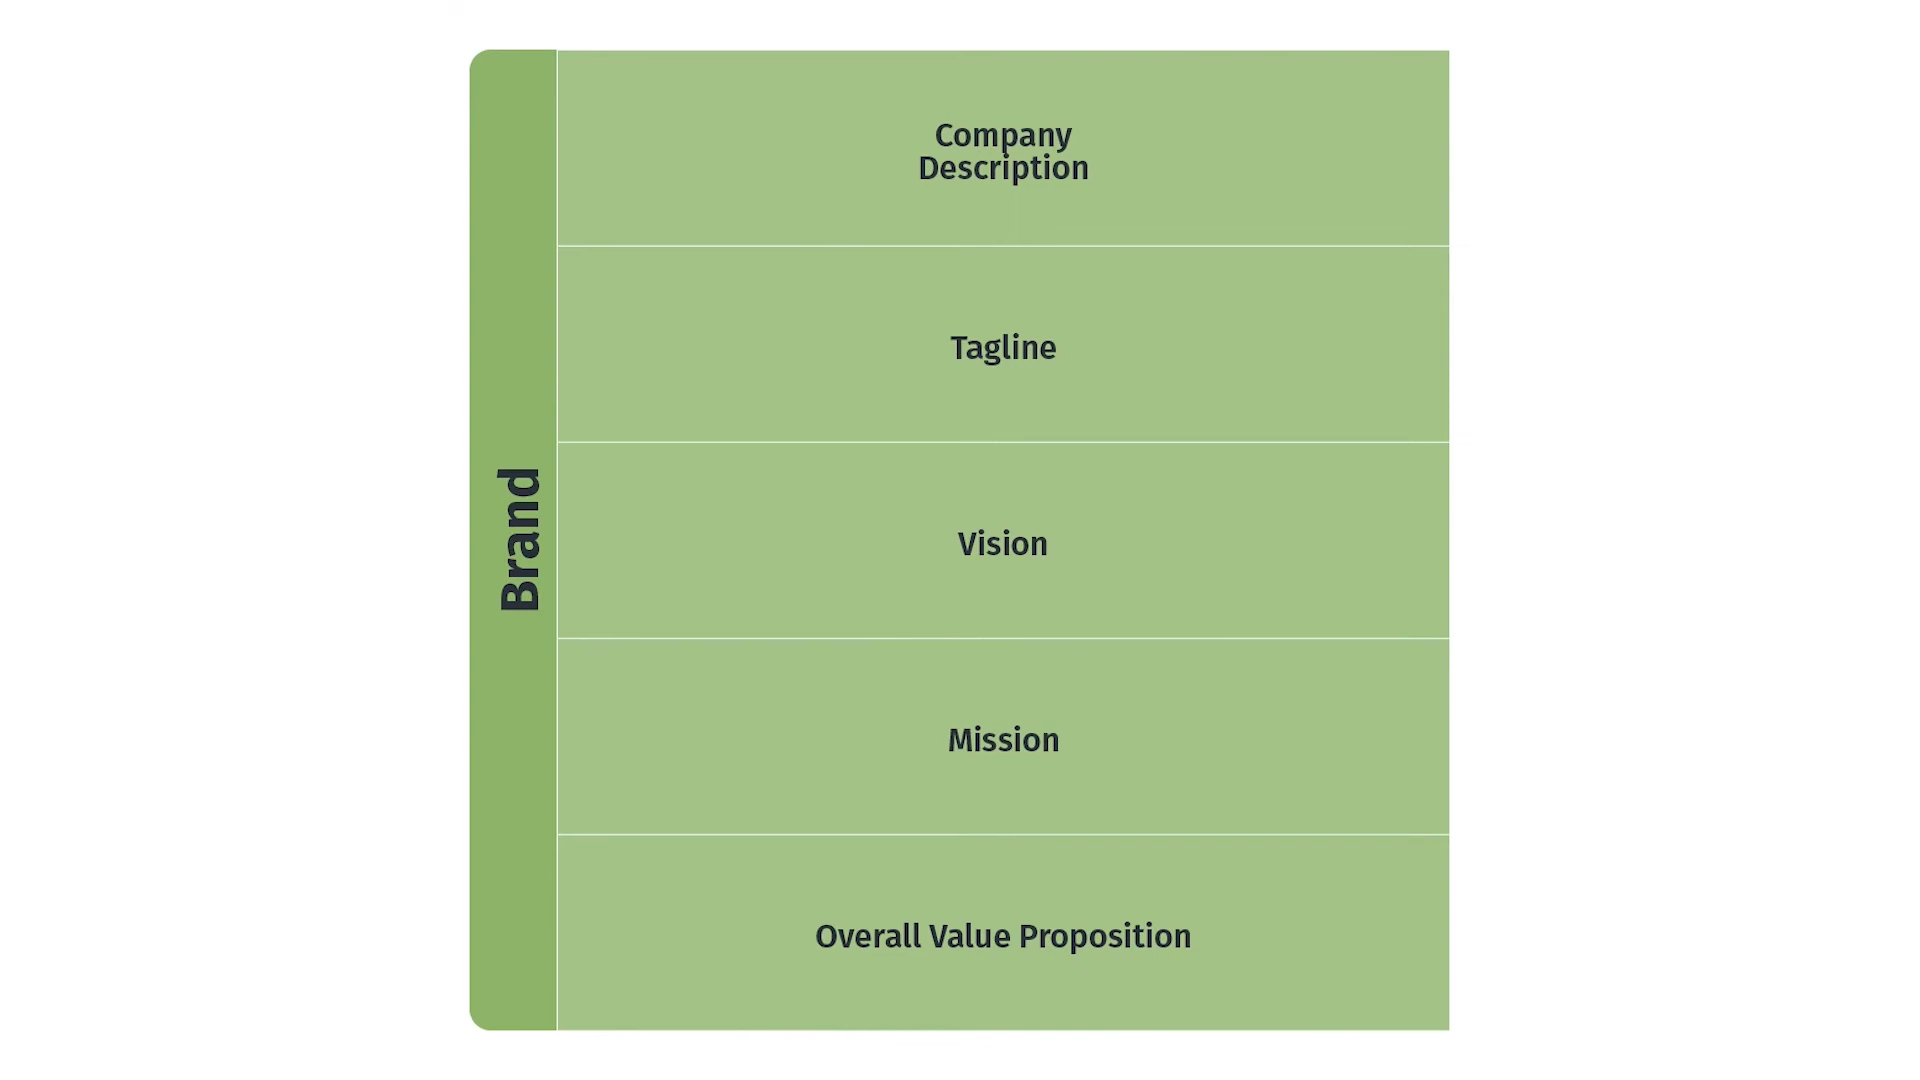 Brand
Company
Description
Tagline
Vision
Mission
Overall Value Proposition